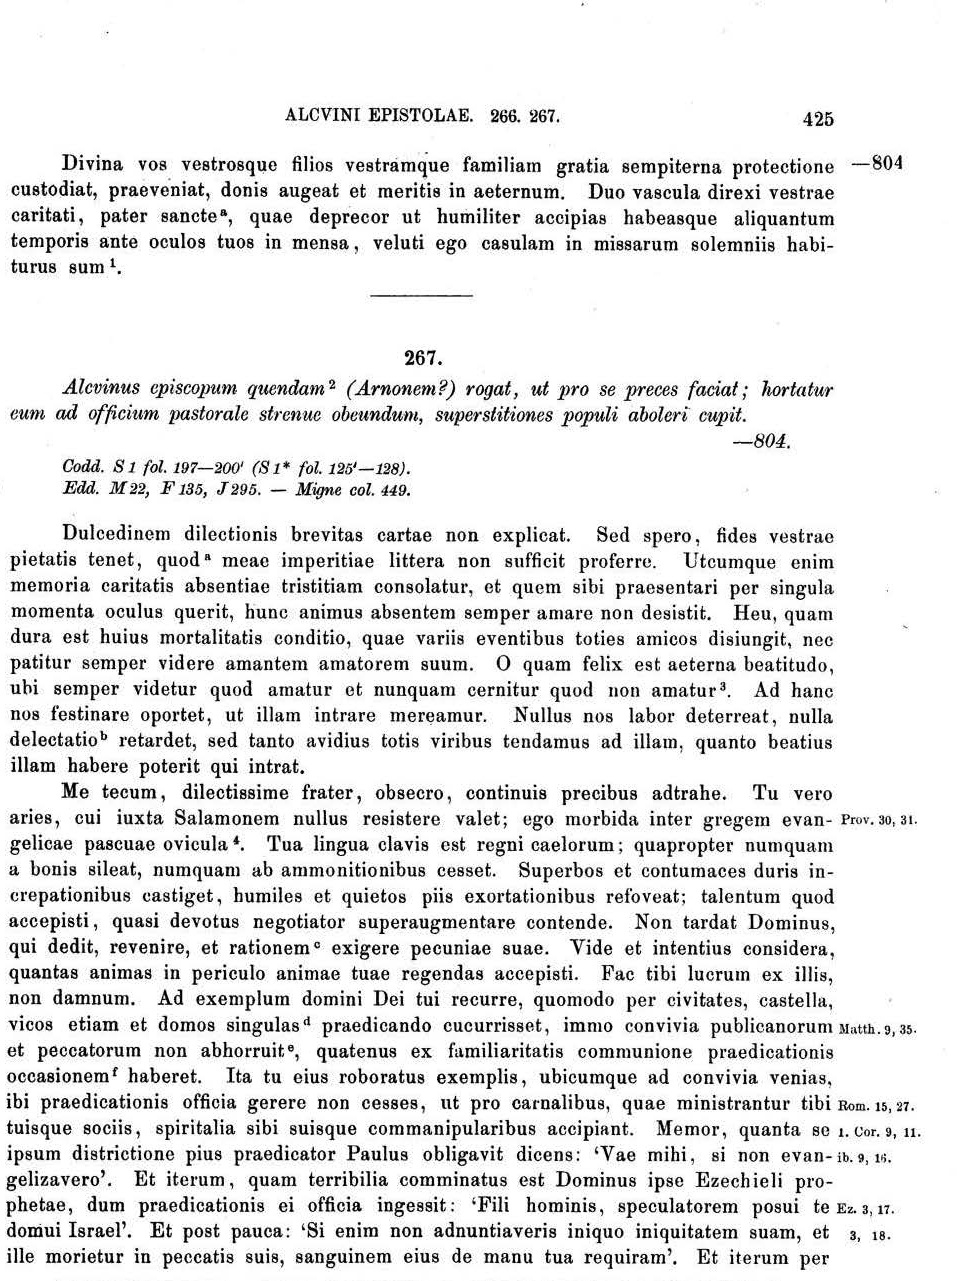 ALCVINI EPISTOLAE. 266. 267. 425
Divina vos vestrosque filios vestramque familiam gratia sempiterna protectione —804
custodiat, praeveniat, donis augeat et meritis in aeternum. Duo vascula direxi vestrae
caritati, pater sancteᵃ, quae deprecor ut humiliter accipias habeasque aliquantum
temporis ante oculos tuos in mensa, veluti ego casulam in missarum solemniis habi-
turus sum¹.
267.
Alcvinus episcopum quendam² (Arnonem?) rogat, ut pro se preces faciat; hortatur
eum ad officium pastorale strenue obeundum, superstitiones populi aboleri cupit.
—804.
Codd. S 1 fol. 197—200' (S 1* fol. 125'—128).
Edd. M 22, F 135, J 295. — Migne col. 449.
Dulcedinem dilectionis brevitas cartae non explicat. Sed spero, fides vestrae
pietatis tenet, quodᵃ meae imperitiae littera non sufficit proferre. Utcumque enim
memoria caritatis absentiae tristitiam consolatur, et quem sibi praesentari per singula
momenta oculus querit, hunc animus absentem semper amare non desistit. Heu, quam
dura est huius mortalitatis conditio, quae variis eventibus toties amicos disiungit, nec
patitur semper videre amantem amatorem suum. O quam felix est aeterna beatitudo,
ubi semper videtur quod amatur et nunquam cernitur quod non amatur³. Ad hanc
nos festinare oportet, ut illam intrare mereamur. Nullus nos labor deterreat, nulla
delectatioᵇ retardet, sed tanto avidius totis viribus tendamus ad illam, quanto beatius
illam habere poterit qui intrat.
Me tecum, dilectissime frater, obsecro, continuis precibus adtrahe. Tu vero
aries, cui iuxta Salamonem nullus resistere valet; ego morbida inter gregem evan- Prov. 30, 31.
gelicae pascuae ovicula⁴. Tua lingua clavis est regni caelorum; quapropter numquam
a bonis sileat, numquam ab ammonitionibus cesset. Superbos et contumaces duris in-
crepationibus castiget, humiles et quietos piis exortationibus refoveat; talentum quod
accepisti, quasi devotus negotiator superaugmentare contende. Non tardat Dominus,
qui dedit, revenire, et rationemᶜ exigere pecuniae suae. Vide et intentius considera,
quantas animas in periculo animae tuae regendas accepisti. Fac tibi lucrum ex illis,
non damnum. Ad exemplum domini Dei tui recurre, quomodo per civitates, castella,
vicos etiam et domos singulasᵈ praedicando cucurrisset, immo convivia publicanorum Matth. 9, 35.
et peccatorum non abhorruitᵉ, quatenus ex familiaritatis communione praedicationis
occasionemᶠ haberet. Ita tu eius roboratus exemplis, ubicumque ad convivia venias,
ibi praedicationis officia gerere non cesses, ut pro carnalibus, quae ministrantur tibi Rom. 15, 27.
tuisque sociis, spiritalia sibi suisque commanipularibus accipiant. Memor, quanta se 1. Cor. 9, 11.
ipsum districtione pius praedicator Paulus obligavit dicens: ‘Vae mihi, si non evan- ib. 9, 16.
gelizavero’. Et iterum, quam terribilia comminatus est Dominus ipse Ezechieli pro-
phetae, dum praedicationis ei officia ingessit: ‘Fili hominis, speculatorem posui te Ez. 3, 17.
domui Israel’. Et post pauca: ‘Si enim non adnuntiaveris iniquo iniquitatem suam, et 3, 18.
ille morietur in peccatis suis, sanguinem eius de manu tua requiram’. Et iterum per